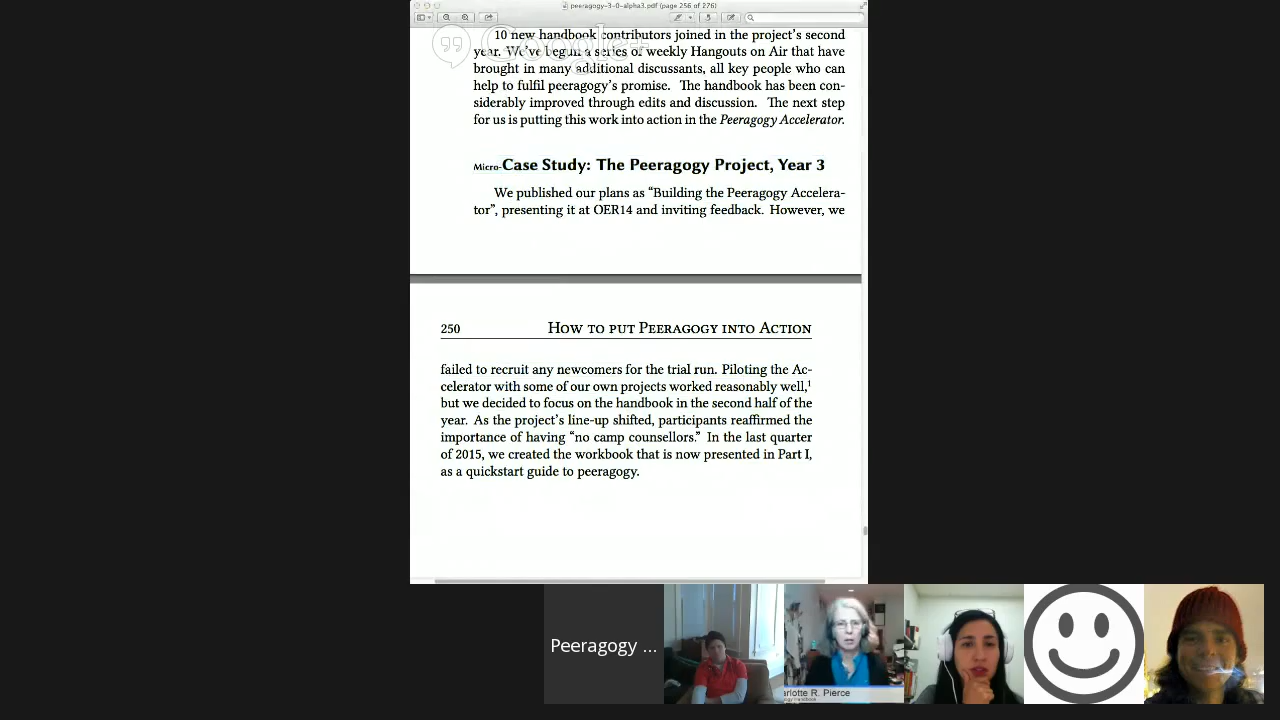 peeragogy-3-0-alpha3.pdf (page 256 of 276)
10 new handbook contributors joined in the project's second
year. We've begun a series of weekly Hangouts on Air that have
brought in many additional discussants, all key people who can
help to fulfil peeragogy's promise. The handbook has been con-
siderably improved through edits and discussion. The next step
for us is putting this work into action in the Peeragogy Accelerator.
Google+
Micro-Case Study: The Peeragogy Project, Year 3
We published our plans as “Building the Peeragogy Accelera-
tor”, presenting it at OER14 and inviting feedback. However, we
250 How to put Peeragogy into Action
failed to recruit any newcomers for the trial run. Piloting the Ac-
celerator with some of our own projects worked reasonably well,1
but we decided to focus on the handbook in the second half of the
year. As the project's line-up shifted, participants reaffirmed the
importance of having “no camp counsellors.” In the last quarter
of 2015, we created the workbook that is now presented in Part I,
as a quickstart guide to peeragogy.
Peeragogy ...
arlotte R. Pierce